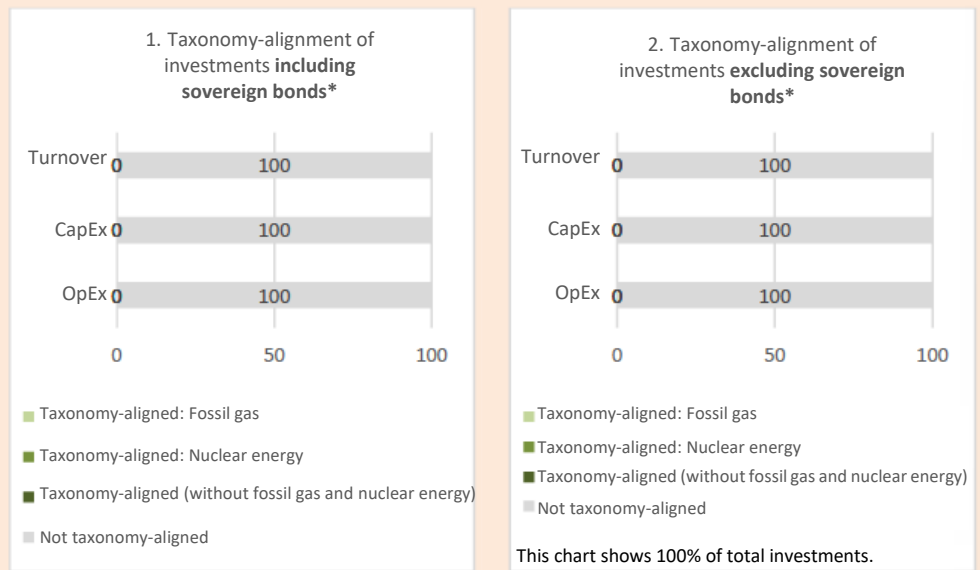 1. Taxonomy-alignment of
investments including
sovereign bonds*
Turnover 0 100
CapEx 0 100
OpEx 0 100
0 50 100
Taxonomy-aligned: Fossil gas
Taxonomy-aligned: Nuclear energy
Taxonomy-aligned (without fossil gas and nuclear energy)
Not taxonomy-aligned
2. Taxonomy-alignment of
investments excluding sovereign
bonds*
Turnover 0 100
CapEx 0 100
OpEx 0 100
0 50 100
Taxonomy-aligned: Fossil gas
Taxonomy-aligned: Nuclear energy
Taxonomy-aligned (without fossil gas and nuclear energy)
Not taxonomy-aligned
This chart shows 100% of total investments.